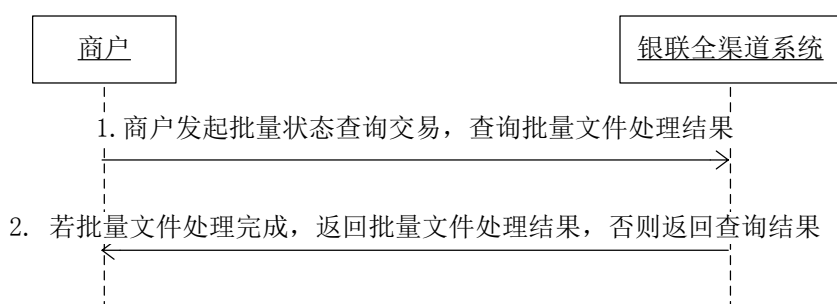 商户
银联全渠道系统
1.商户发起批量状态查询交易，查询批量文件处理结果
2. 若批量文件处理完成，返回批量文件处理结果，否则返回查询结果